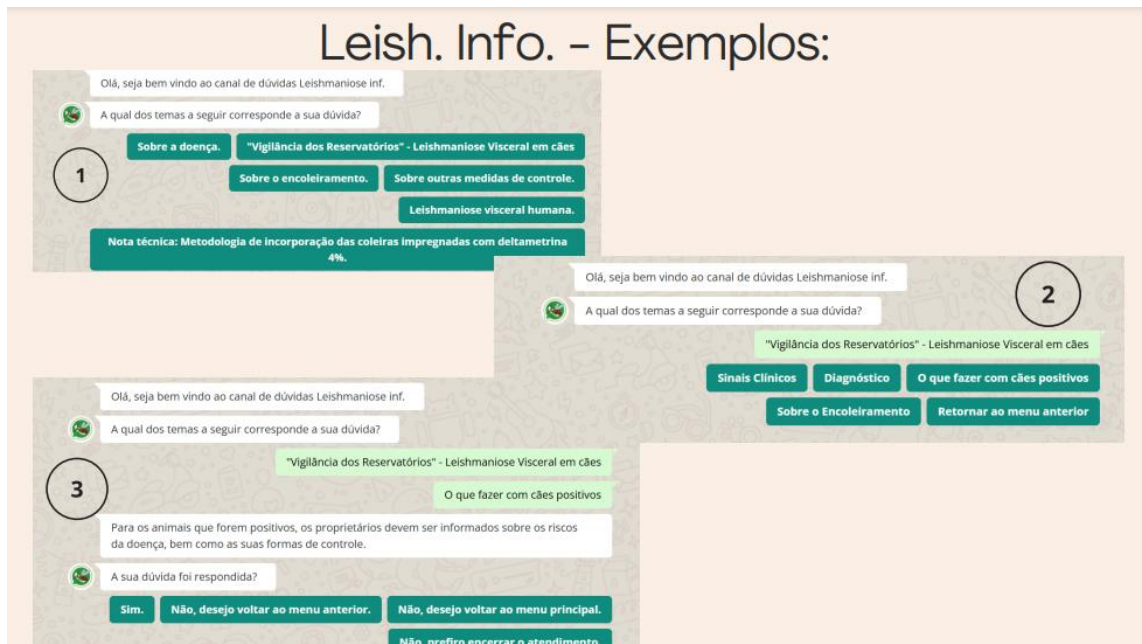 Leish. Info. – Exemplos:
Olá, seja bem vindo ao canal de dúvidas Leishmaniose inf.
A qual dos temas a seguir corresponde a sua dúvida?
Sobre a doença.
"Vigilância dos Reservatórios" - Leishmaniose Visceral em cães
1
Sobre o encoleiramento.
Sobre outras medidas de controle.
Leishmaniose visceral humana.
Nota técnica: Metodologia de incorporação das coleiras impregnadas com deltametrina
4%.
Olá, seja bem vindo ao canal de dúvidas Leishmaniose inf.
2
A qual dos temas a seguir corresponde a sua dúvida?
"Vigilância dos Reservatórios" - Leishmaniose Visceral em cães
Sinais Clínicos
Diagnóstico
O que fazer com cães positivos
Sobre o Encoleiramento
Retornar ao menu anterior
Olá, seja bem vindo ao canal de dúvidas Leishmaniose inf.
A qual dos temas a seguir corresponde a sua dúvida?
"Vigilância dos Reservatórios" - Leishmaniose Visceral em cães
3
O que fazer com cães positivos
Para os animais que forem positivos, os proprietários devem ser informados sobre os riscos
da doença, bem como as suas formas de controle.
A sua dúvida foi respondida?
Sim.
Não, desejo voltar ao menu anterior.
Não, desejo voltar ao menu principal.
Não, prefiro encerrar o atendimento.